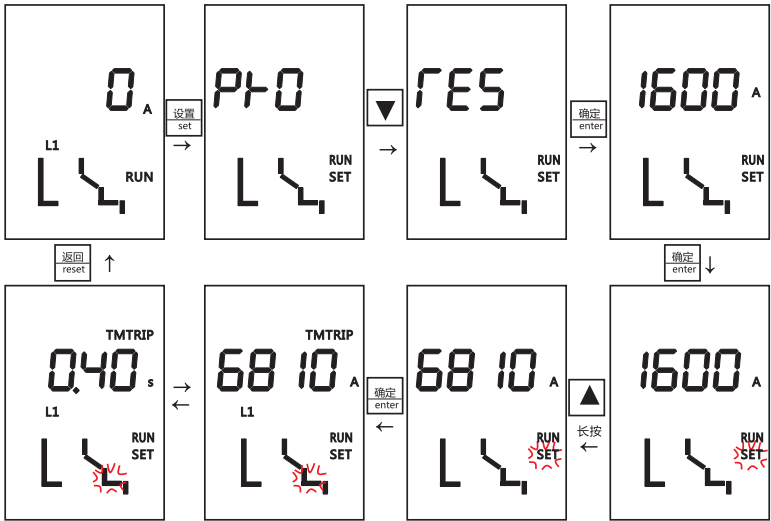 0
A
L1
RUN
设置
set
→
PrO
RUN
SET
▼
→
rES
RUN
SET
确定
enter
→
1600
A
RUN
SET
返回
reset
↑
确定
enter
↓
TMTRIP
0.40
s
L1
RUN
SET
→
←
TMTRIP
6810
A
L1
RUN
SET
确定
enter
←
6810
A
RUN
SET
▲
长按
←
1600
A
RUN
SET